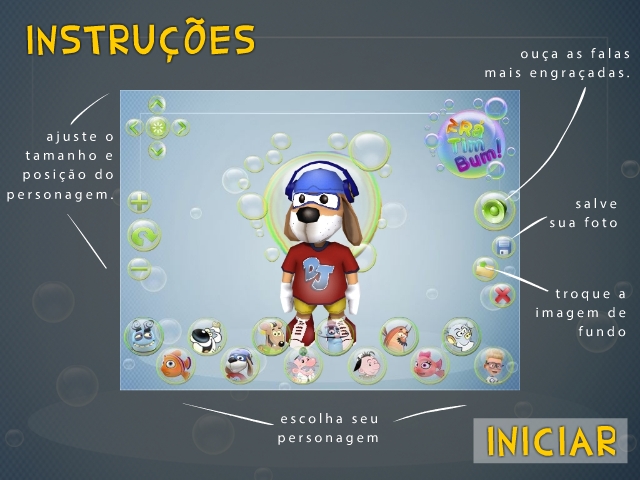 INSTRUÇÕES
ouça as falas
mais engraçadas.
ajuste o
tamanho e
posição do
personagem.
Ra
Tim
Bum!
salve
sua foto
DJ
troque a
imagem de
fundo
escolha seu
personagem
INICIAR